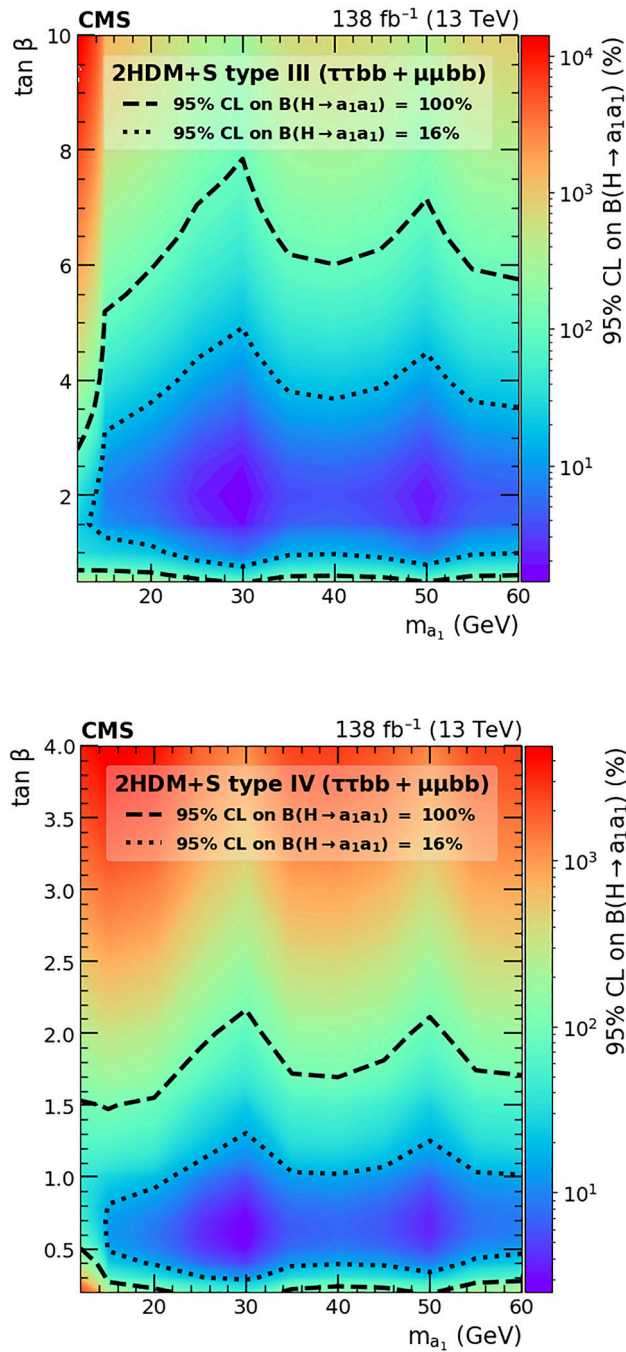 CMS 138 fb⁻¹ (13 TeV)
2HDM+S type III (ττbb + μμbb)
95% CL on B(H→a₁a₁) = 100%
95% CL on B(H→a₁a₁) = 16%
tan β
10
8
6
4
2
20 30 40 50 60
m_a₁ (GeV)
10⁴
10³
10²
10¹
95% CL on B(H→a₁a₁) (%)
CMS 138 fb⁻¹ (13 TeV)
2HDM+S type IV (ττbb + μμbb)
95% CL on B(H→a₁a₁) = 100%
95% CL on B(H→a₁a₁) = 16%
tan β
4.0
3.5
3.0
2.5
2.0
1.5
1.0
0.5
20 30 40 50 60
m_a₁ (GeV)
10³
10²
10¹
95% CL on B(H→a₁a₁) (%)